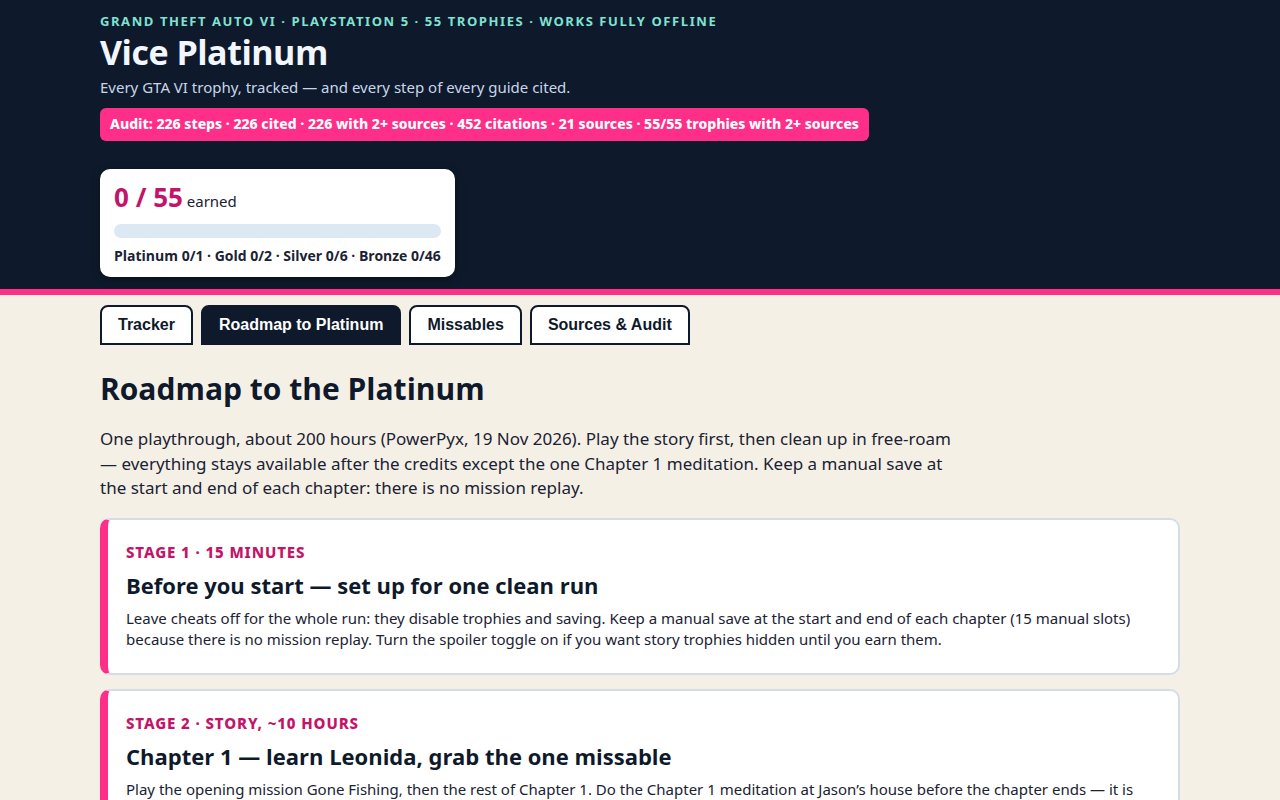 GRAND THEFT AUTO VI · PLAYSTATION 5 · 55 TROPHIES · WORKS FULLY OFFLINE
Vice Platinum
Every GTA VI trophy, tracked — and every step of every guide cited.
Audit: 226 steps · 226 cited · 226 with 2+ sources · 452 citations · 21 sources · 55/55 trophies with 2+ sources
0 / 55 earned
Platinum 0/1 · Gold 0/2 · Silver 0/6 · Bronze 0/46
Tracker
Roadmap to Platinum
Missables
Sources & Audit
Roadmap to the Platinum
One playthrough, about 200 hours (PowerPyx, 19 Nov 2026). Play the story first, then clean up in free-roam
— everything stays available after the credits except the one Chapter 1 meditation. Keep a manual save at
the start and end of each chapter: there is no mission replay.
STAGE 1 · 15 MINUTES
Before you start — set up for one clean run
Leave cheats off for the whole run: they disable trophies and saving. Keep a manual save at the start and end of each chapter (15 manual slots)
because there is no mission replay. Turn the spoiler toggle on if you want story trophies hidden until you earn them.
STAGE 2 · STORY, ~10 HOURS
Chapter 1 — learn Leonida, grab the one missable
Play the opening mission Gone Fishing, then the rest of Chapter 1. Do the Chapter 1 meditation at Jason’s house before the chapter ends — it is